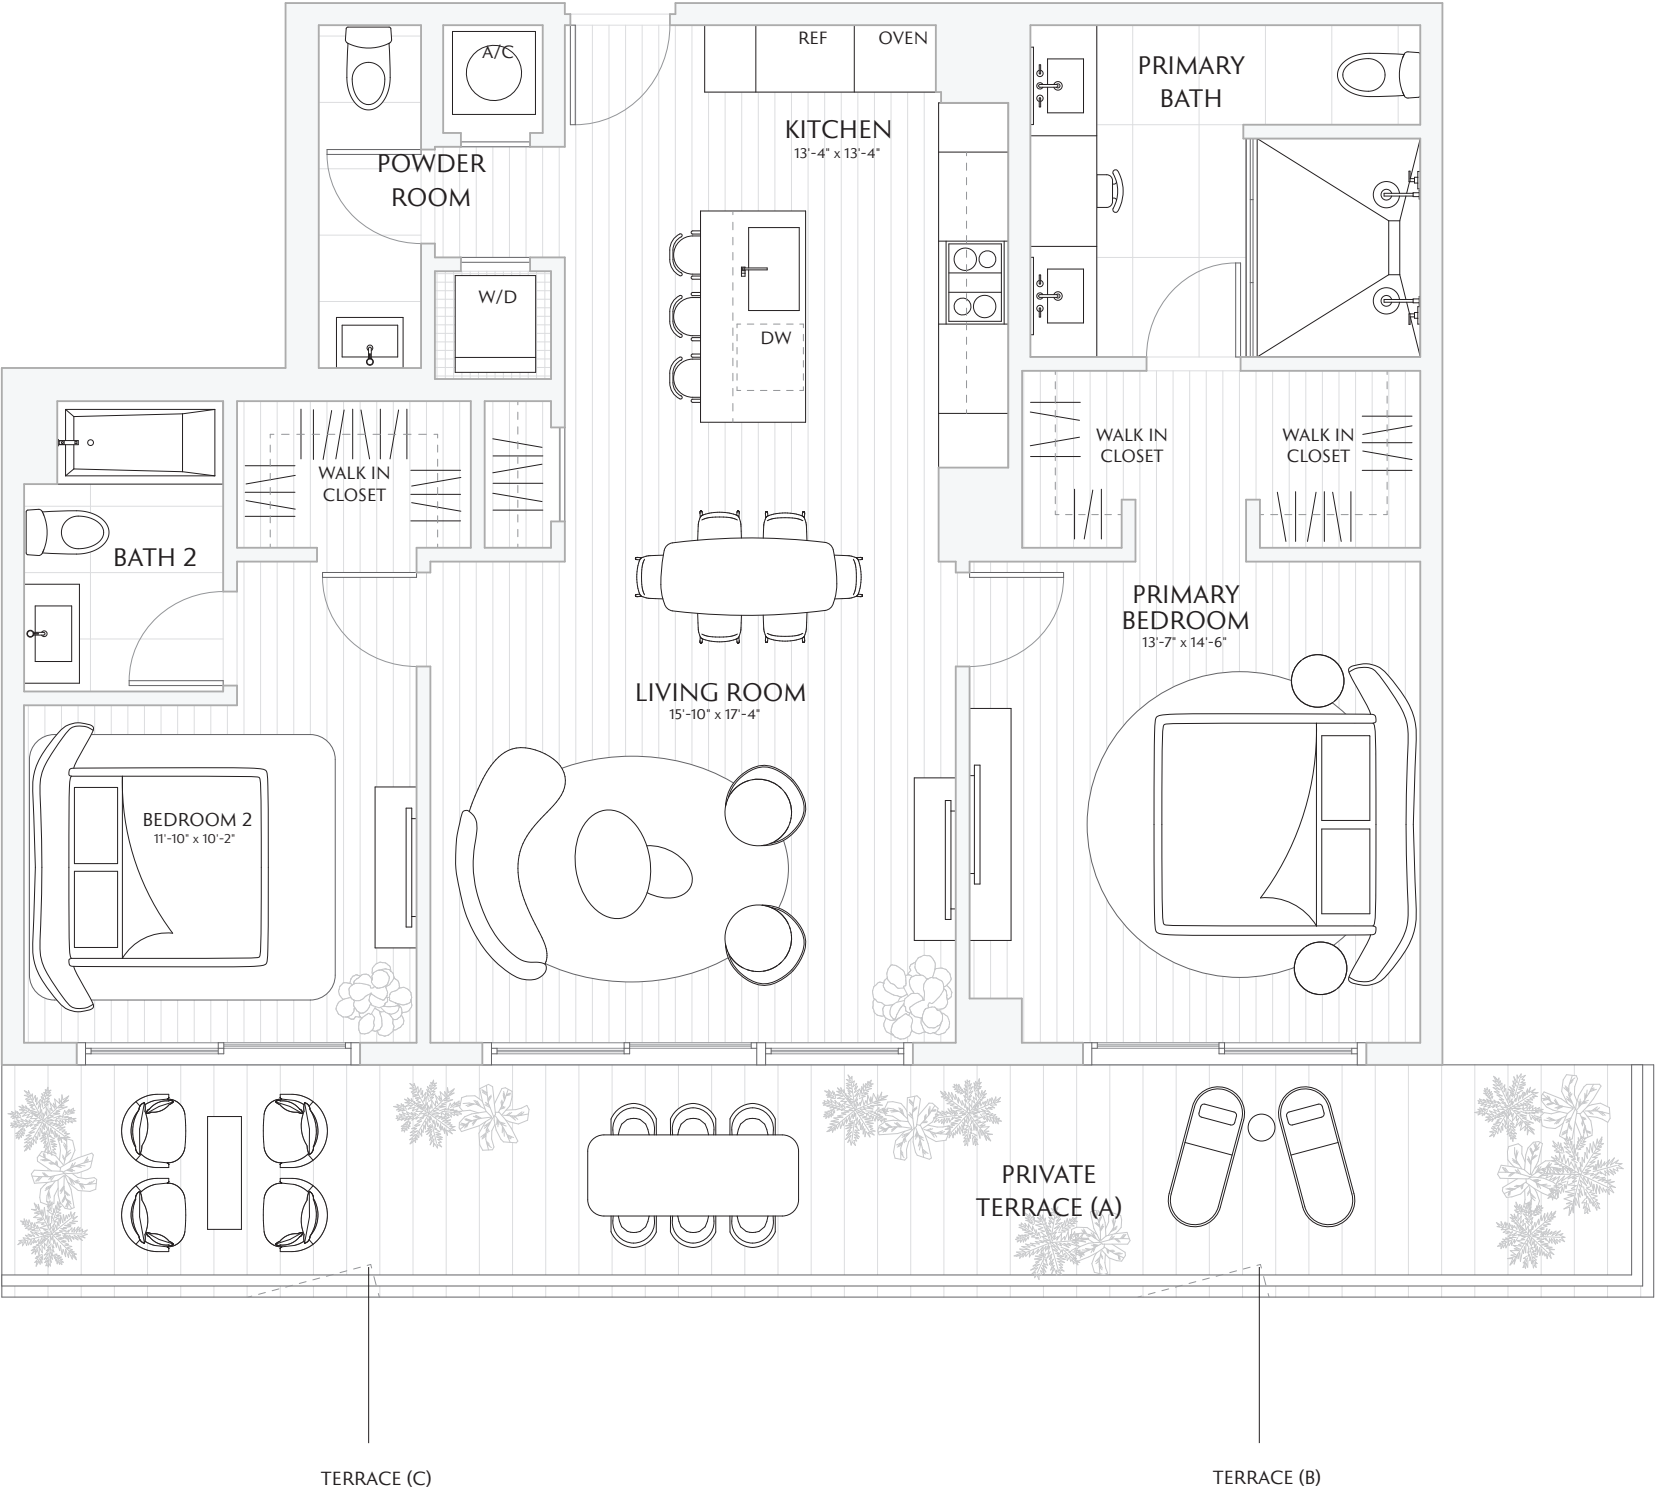 A/C
REF
OVEN
PRIMARY
BATH
KITCHEN
13'-4" x 13'-4"
POWDER
ROOM
W/D
DW
WALK IN
CLOSET
WALK IN
CLOSET
WALK IN
CLOSET
BATH 2
PRIMARY
BEDROOM
13'-7" x 14'-6"
LIVING ROOM
15'-10" x 17'-4"
BEDROOM 2
11'-10" x 10'-2"
PRIVATE
TERRACE (A)
TERRACE (C)
TERRACE (B)